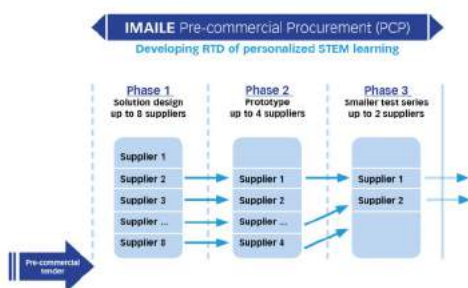 IMAILE Pre-commercial Procurement (PCP)
Developing RTD of personalized STEM learning
Phase 1
Solution design
up to 8 suppliers
Supplier 1
Supplier 2
Supplier 3
Supplier ...
Supplier 8
Phase 2
Prototype
up to 4 suppliers
Supplier 1
Supplier 2
Supplier ...
Supplier 4
Phase 3
Smaller test series
up to 2 suppliers
Supplier 1
Supplier 2
Pre-commercial
tender